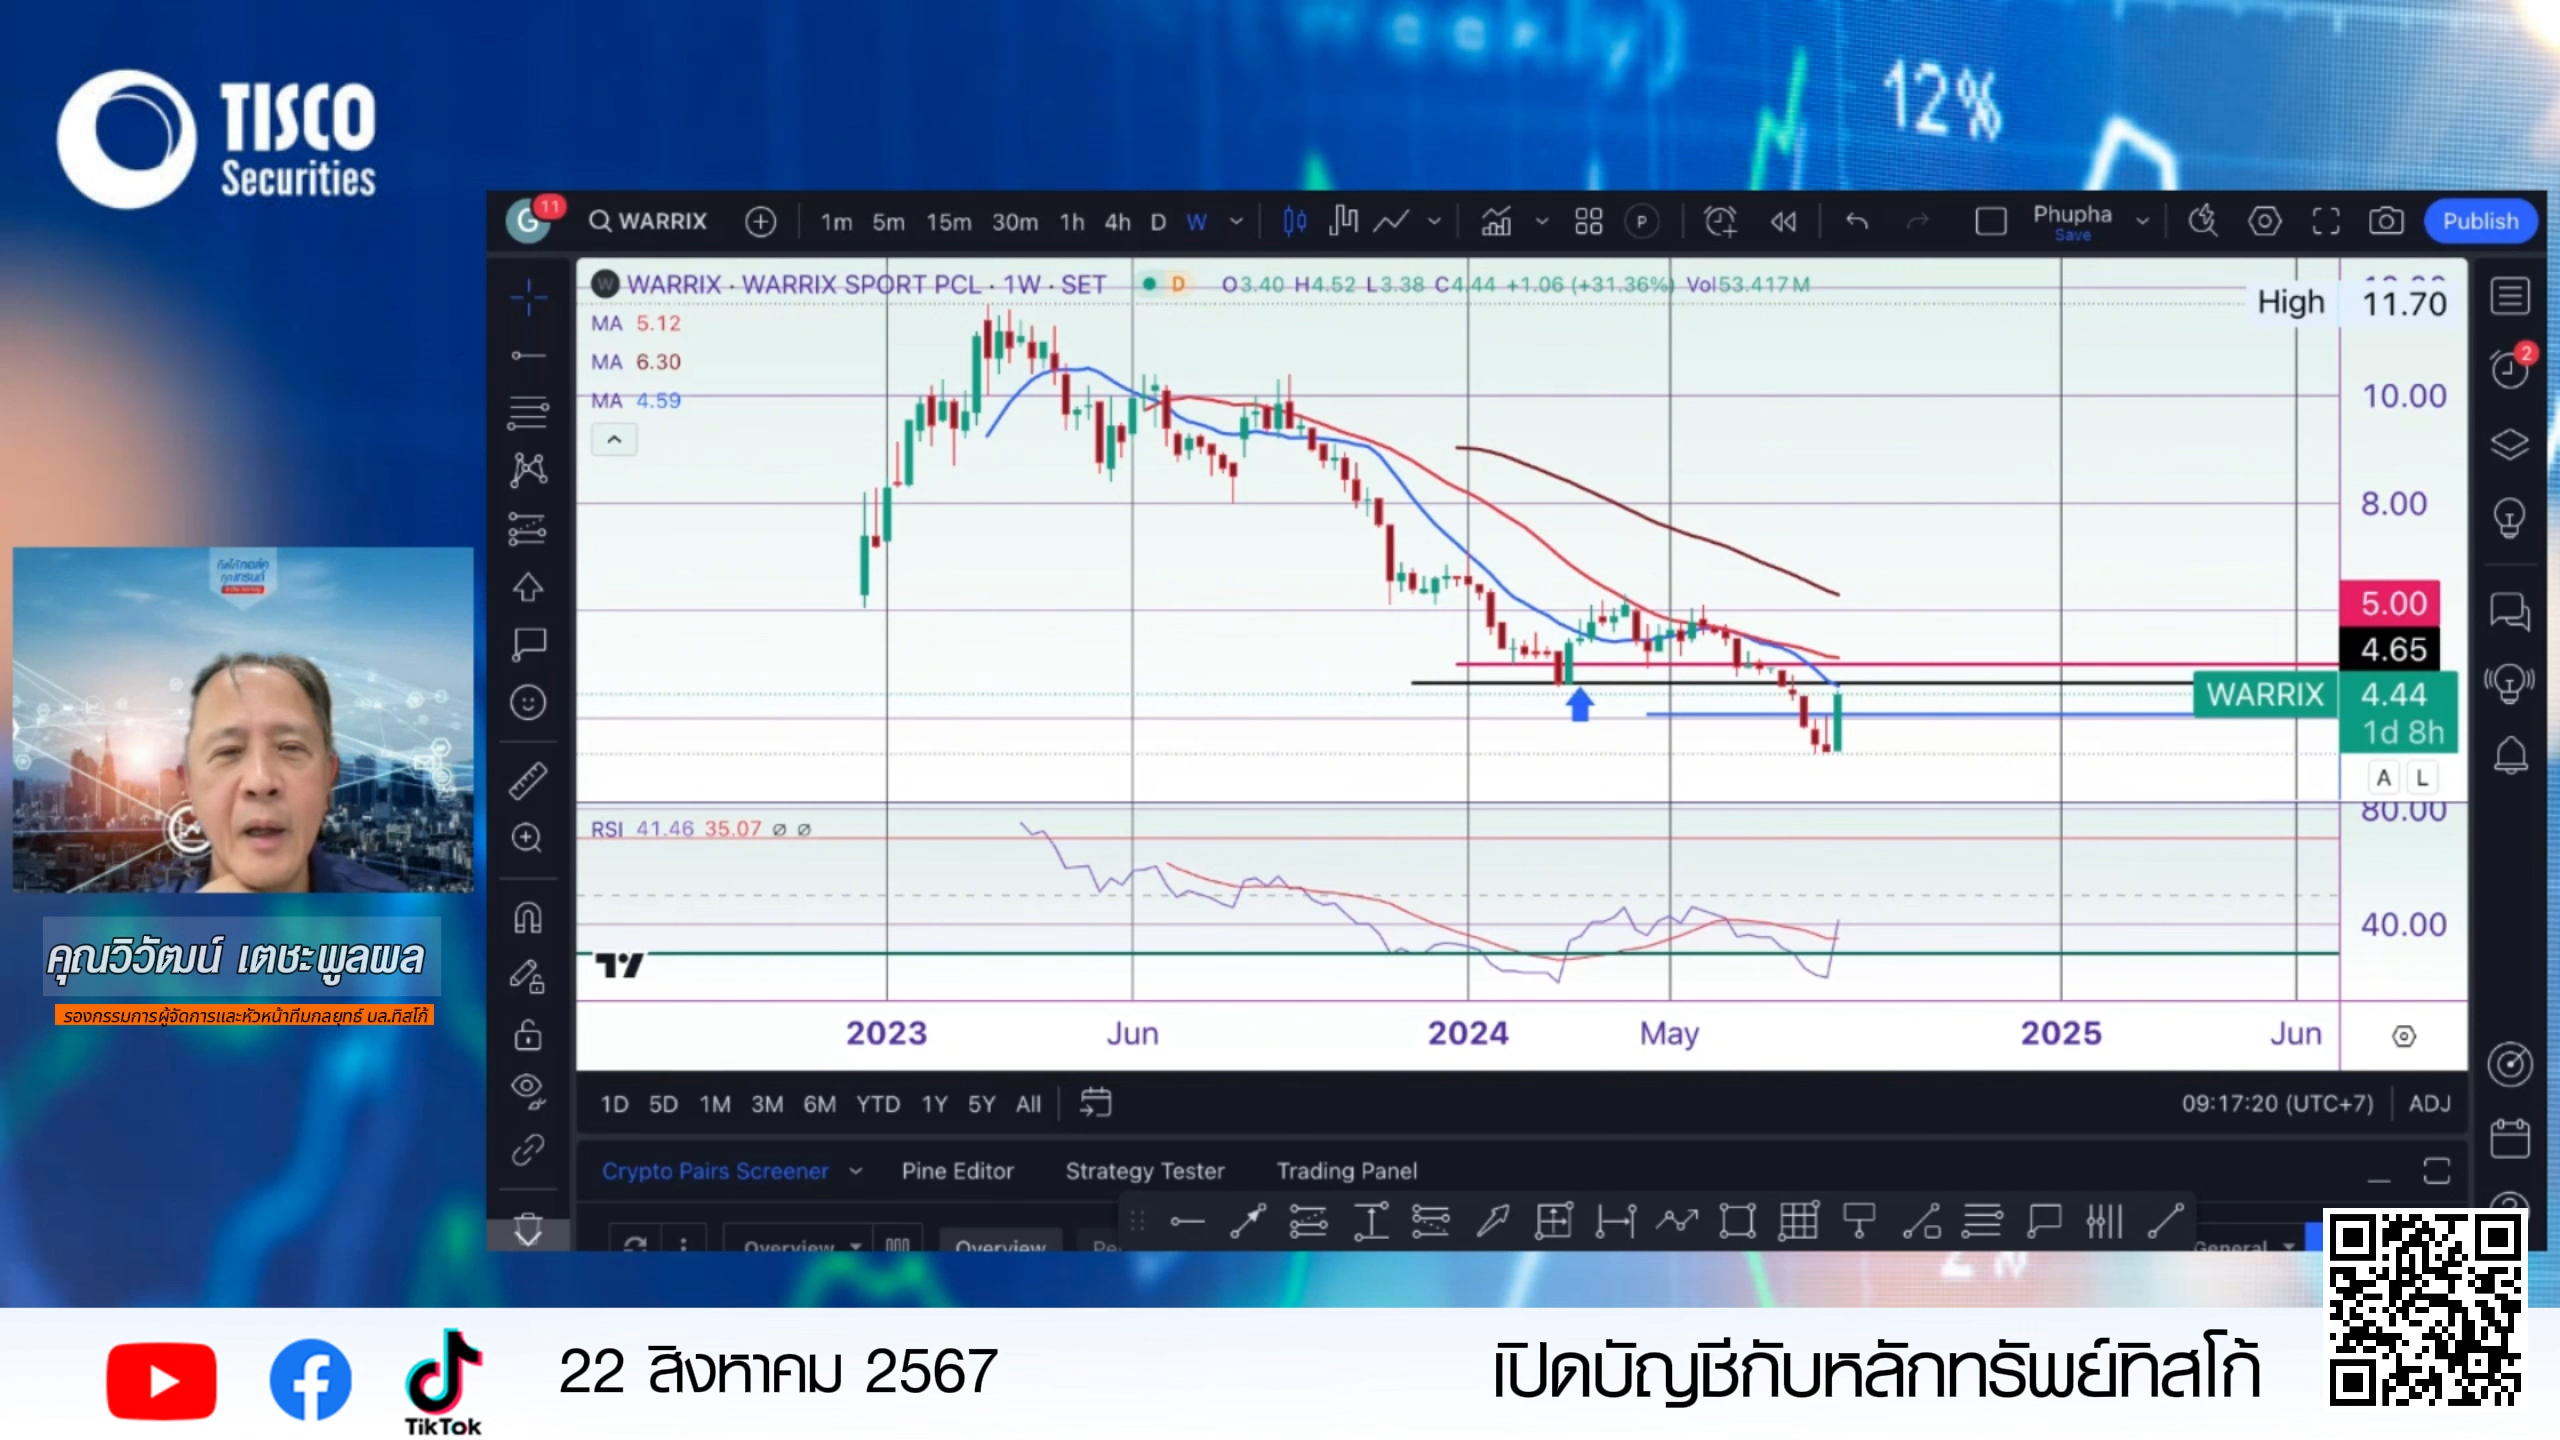 Weekly)
12%
TISCO
Securities
G 11 WARRIX 1m 5m 15m 30m 1h 4h D W P Phupha Save Publish
W WARRIX · WARRIX SPORT PCL · 1W · SET D O3.40 H4.52 L3.38 C4.44 +1.06 (+31.36%) Vol53.417M
MA 5.12
MA 6.30
MA 4.59
High 11.70
10.00
8.00
5.00
4.65
WARRIX 4.44
1d 8h
A L
2
RSI 41.46 35.07 ∅ ∅
80.00
40.00
2023 Jun 2024 May 2025 Jun
1D 5D 1M 3M 6M YTD 1Y 5Y All 09:17:20 (UTC+7) ADJ
Crypto Pairs Screener Pine Editor Strategy Tester Trading Panel
Overview Overview General
คุณวิวัฒน์ เตชะพูลผล
รองกรรมการผู้จัดการและหัวหน้าทีมกลยุทธ์ บล.ทิสโก้
TikTok
22 สิงหาคม 2567
เปิดบัญชีกับหลักทรัพย์ทิสโก้